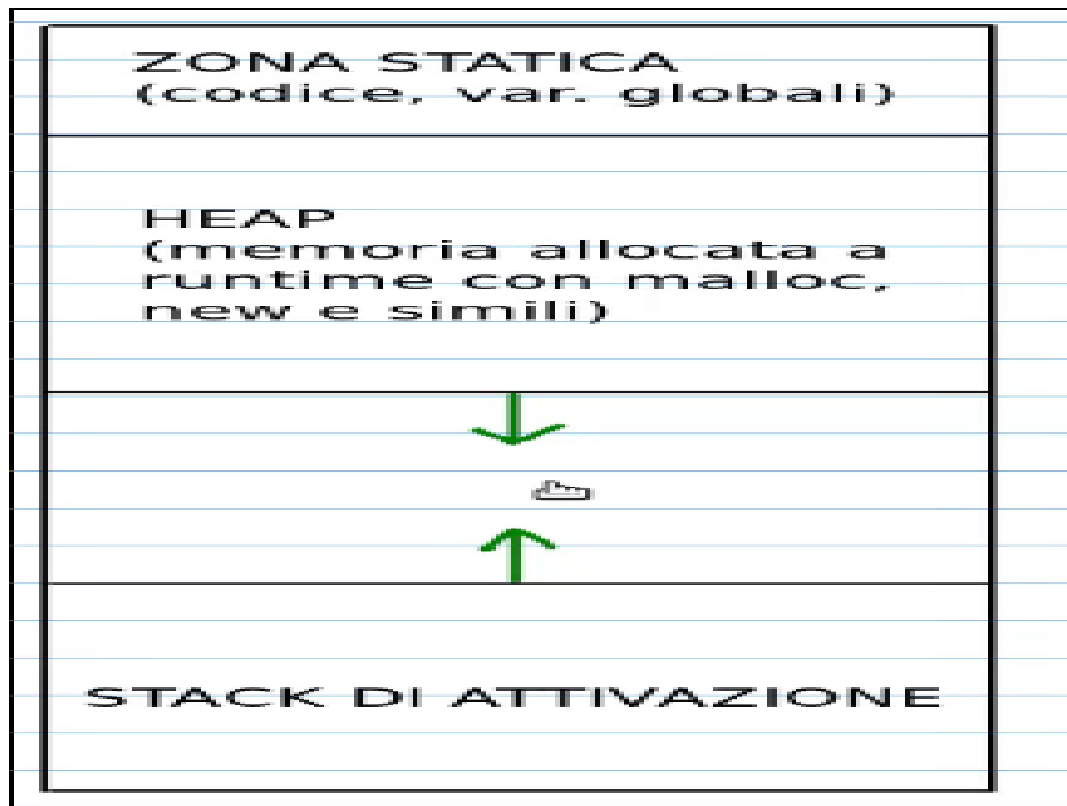 ZONA STATICA
(codice, var. globali)
HEAP
(memoria allocata a
runtime con malloc,
new e simili)
STACK DI ATTIVAZIONE